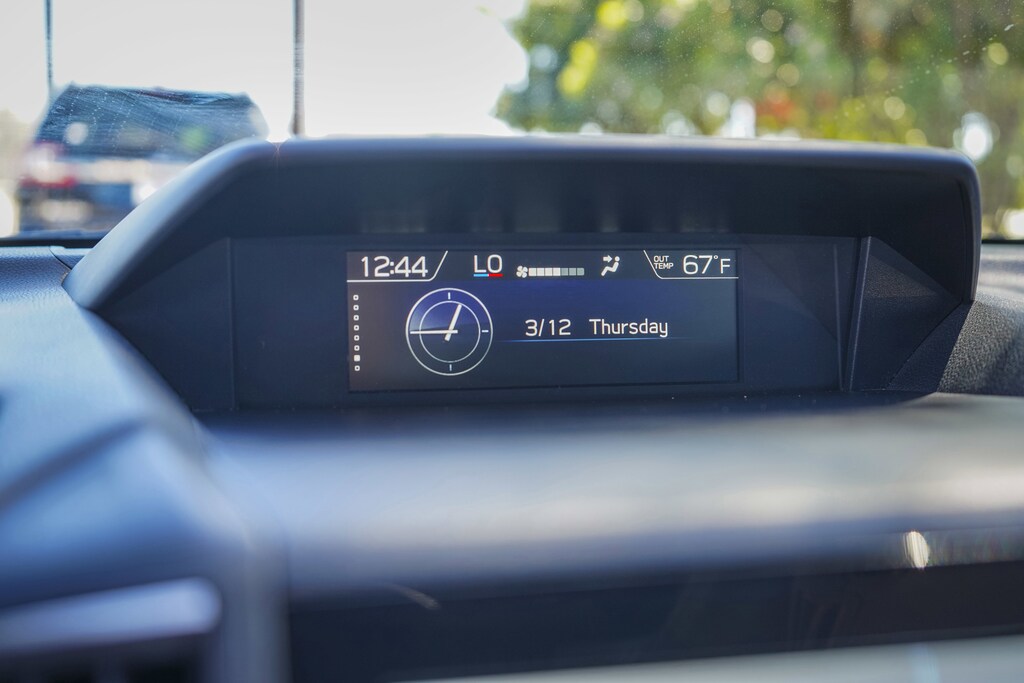 12:44 LO OUT TEMP 67°F
3/12 Thursday